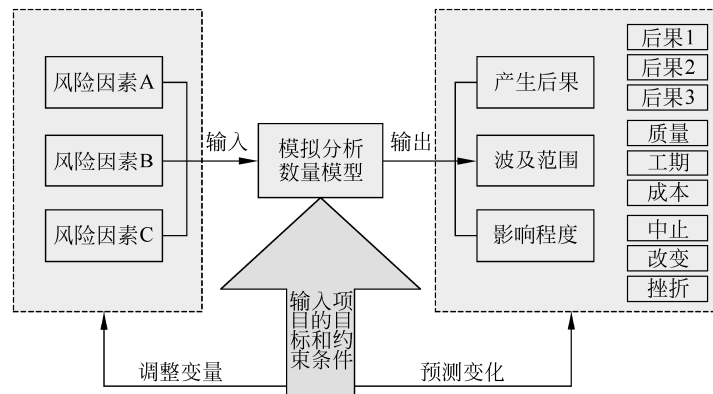 风险因素A
风险因素B
风险因素C
输入
模拟分析
数量模型
输出
产生后果
波及范围
影响程度
后果1
后果2
后果3
质量
工期
成本
中止
改变
挫折
输入项
目的目
标和约
束条件
调整变量
预测变化